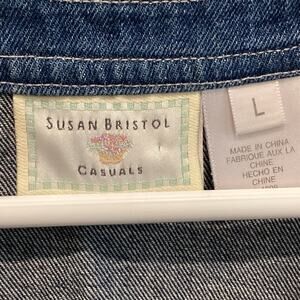 SUSAN BRISTOL
CASUALS
L
MADE IN CHINA
FABRIQUE AUX LA
CHINE
HECHO EN
CHINE